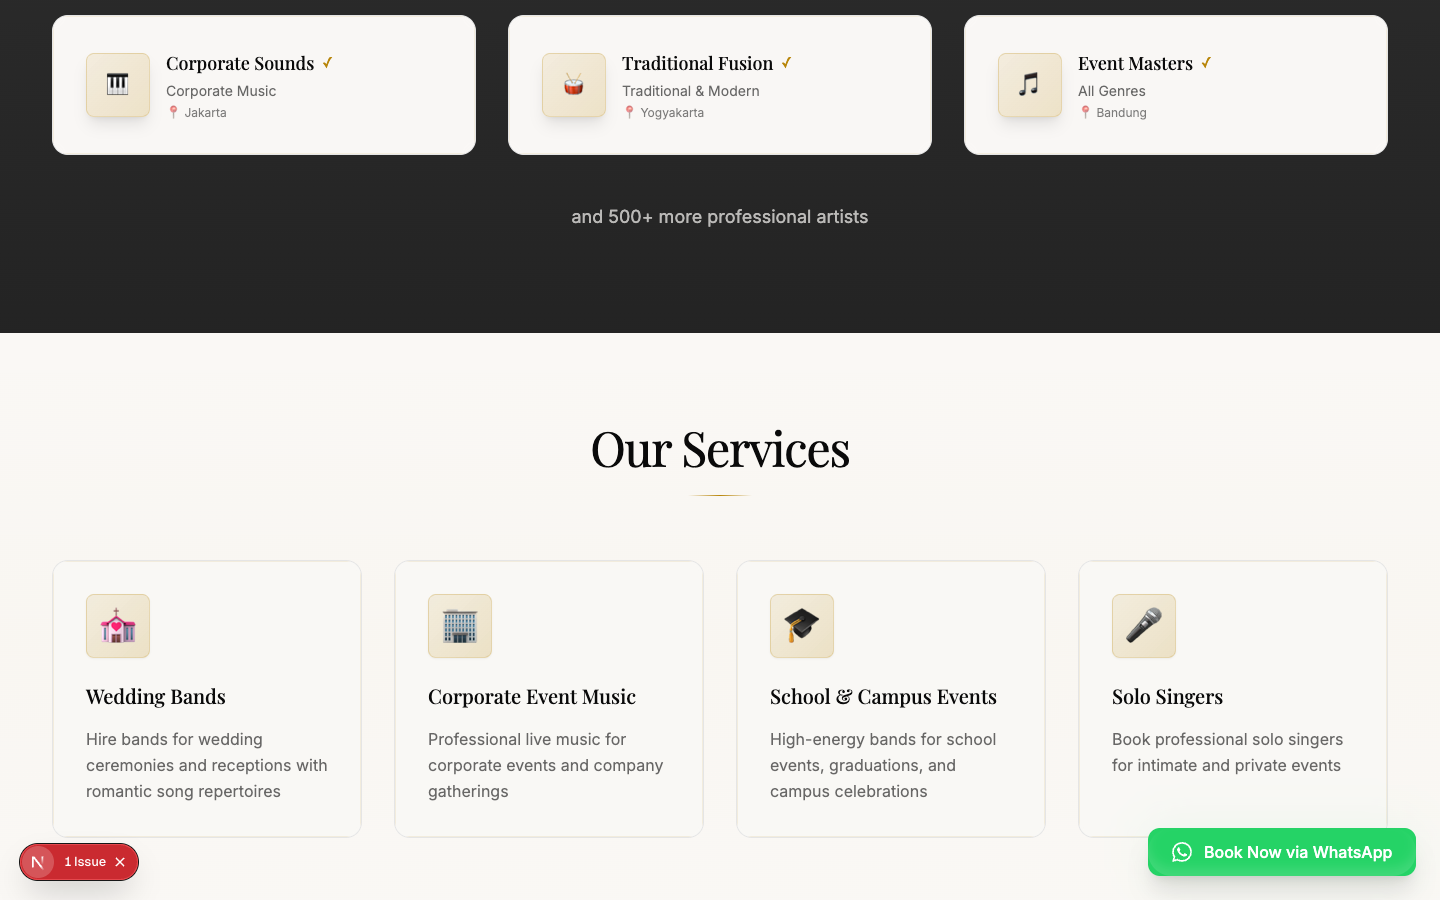 Corporate Sounds ✓
Corporate Music
📍 Jakarta
Traditional Fusion ✓
Traditional & Modern
📍 Yogyakarta
Event Masters ✓
All Genres
📍 Bandung
and 500+ more professional artists
Our Services
Wedding Bands
Hire bands for wedding
ceremonies and receptions with
romantic song repertoires
Corporate Event Music
Professional live music for
corporate events and company
gatherings
School & Campus Events
High-energy bands for school
events, graduations, and
campus celebrations
Solo Singers
Book professional solo singers
for intimate and private events
N 1 Issue ×
Book Now via WhatsApp